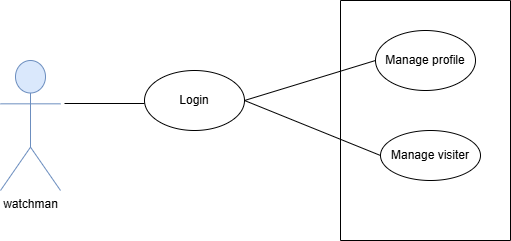 Manage profile
Login
Manage visiter
watchman